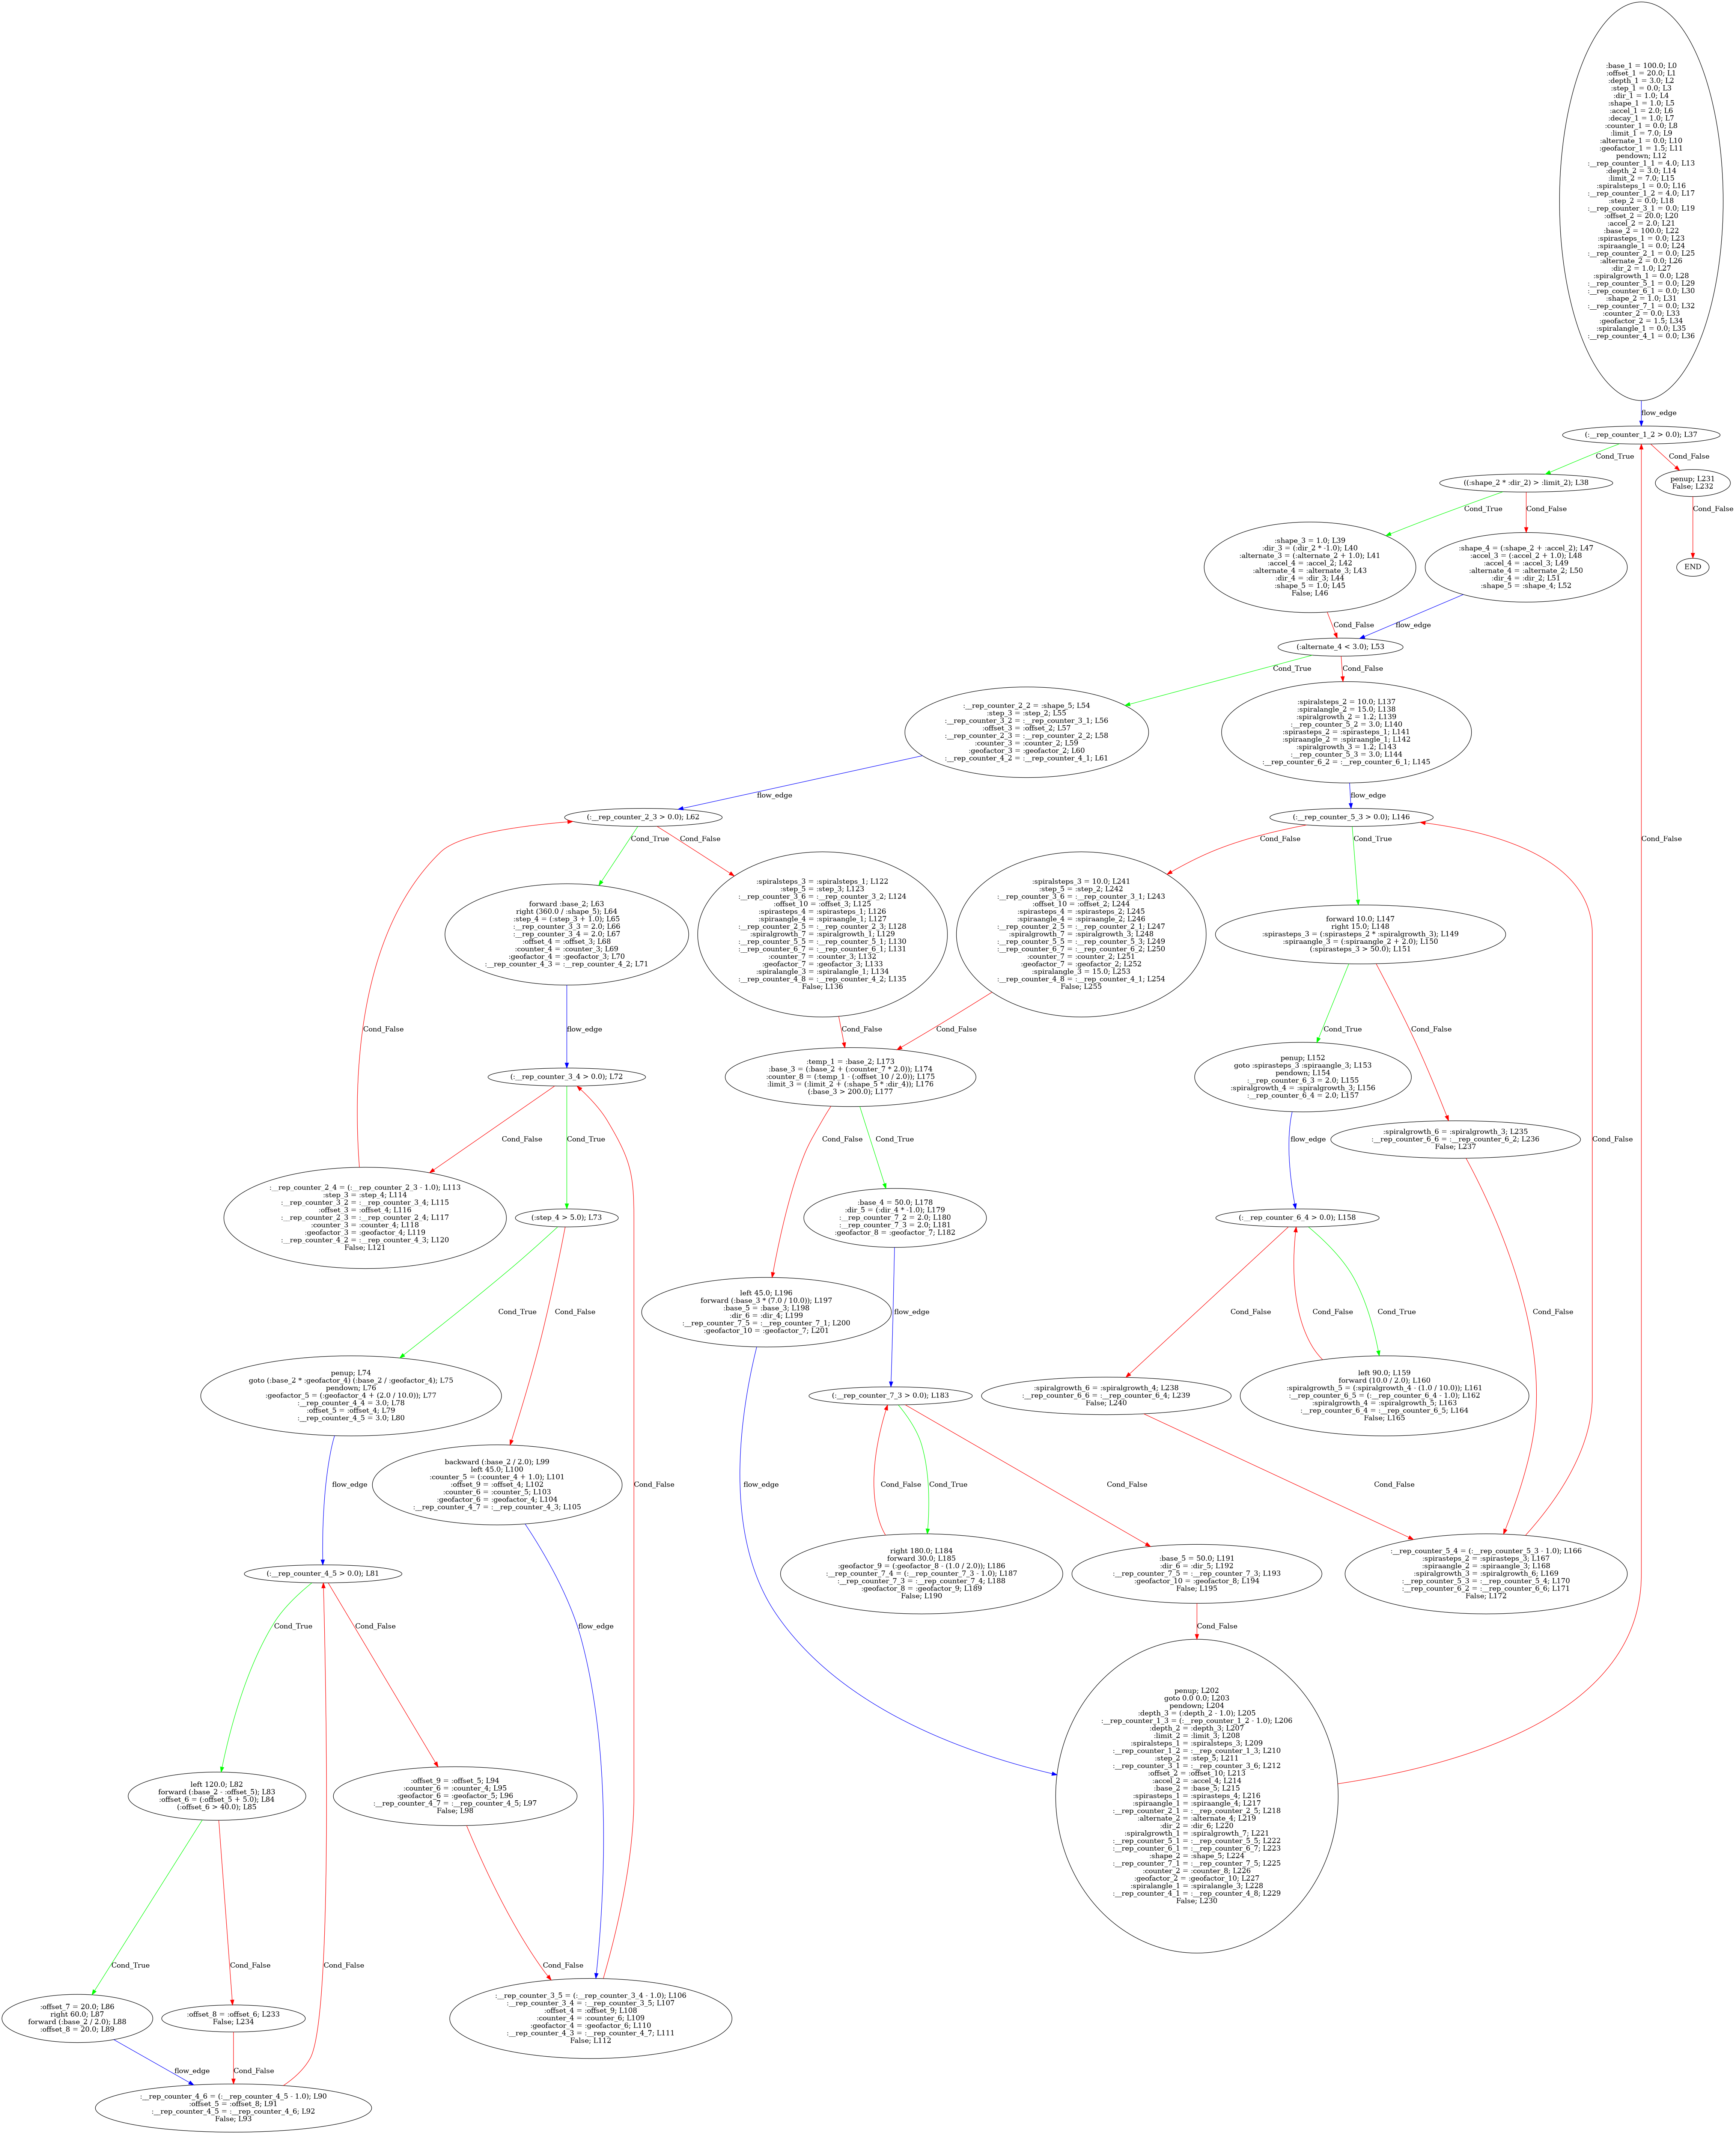 :base_1 = 100.0; L0
:offset_1 = 20.0; L1
:depth_1 = 3.0; L2
:step_1 = 0.0; L3
:dir_1 = 1.0; L4
:shape_1 = 1.0; L5
:accel_1 = 2.0; L6
:decay_1 = 1.0; L7
:counter_1 = 0.0; L8
:limit_1 = 7.0; L9
:alternate_1 = 0.0; L10
:geofactor_1 = 1.5; L11
pendown; L12
:__rep_counter_1_1 = 4.0; L13
:depth_2 = 3.0; L14
:limit_2 = 7.0; L15
:spiralsteps_1 = 0.0; L16
:__rep_counter_1_2 = 4.0; L17
:step_2 = 0.0; L18
:__rep_counter_3_1 = 0.0; L19
:offset_2 = 20.0; L20
:accel_2 = 2.0; L21
:base_2 = 100.0; L22
:spirasteps_1 = 0.0; L23
:spiraangle_1 = 0.0; L24
:__rep_counter_2_1 = 0.0; L25
:alternate_2 = 0.0; L26
:dir_2 = 1.0; L27
:spiralgrowth_1 = 0.0; L28
:__rep_counter_5_1 = 0.0; L29
:__rep_counter_6_1 = 0.0; L30
:shape_2 = 1.0; L31
:__rep_counter_7_1 = 0.0; L32
:counter_2 = 0.0; L33
:geofactor_2 = 1.5; L34
:spiralangle_1 = 0.0; L35
:__rep_counter_4_1 = 0.0; L36
flow_edge
(:__rep_counter_1_2 > 0.0); L37
Cond_True
Cond_False
((:shape_2 * :dir_2) > :limit_2); L38
penup; L231
False; L232
Cond_True
Cond_False
Cond_False
:shape_3 = 1.0; L39
:dir_3 = (:dir_2 * -1.0); L40
:alternate_3 = (:alternate_2 + 1.0); L41
:accel_4 = :accel_2; L42
:alternate_4 = :alternate_3; L43
:dir_4 = :dir_3; L44
:shape_5 = 1.0; L45
False; L46
:shape_4 = (:shape_2 + :accel_2); L47
:accel_3 = (:accel_2 + 1.0); L48
:accel_4 = :accel_3; L49
:alternate_4 = :alternate_2; L50
:dir_4 = :dir_2; L51
:shape_5 = :shape_4; L52
END
Cond_False
flow_edge
(:alternate_4 < 3.0); L53
Cond_True
Cond_False
:__rep_counter_2_2 = :shape_5; L54
:step_3 = :step_2; L55
:__rep_counter_3_2 = :__rep_counter_3_1; L56
:offset_3 = :offset_2; L57
:__rep_counter_2_3 = :__rep_counter_2_2; L58
:counter_3 = :counter_2; L59
:geofactor_3 = :geofactor_2; L60
:__rep_counter_4_2 = :__rep_counter_4_1; L61
:spiralsteps_2 = 10.0; L137
:spiralangle_2 = 15.0; L138
:spiralgrowth_2 = 1.2; L139
:__rep_counter_5_2 = 3.0; L140
:spirasteps_2 = :spirasteps_1; L141
:spiraangle_2 = :spiraangle_1; L142
:spiralgrowth_3 = 1.2; L143
:__rep_counter_5_3 = 3.0; L144
:__rep_counter_6_2 = :__rep_counter_6_1; L145
flow_edge
flow_edge
(:__rep_counter_2_3 > 0.0); L62
(:__rep_counter_5_3 > 0.0); L146
Cond_True
Cond_False
Cond_False
Cond_True
Cond_False
forward :base_2; L63
right (360.0 / :shape_5); L64
:step_4 = (:step_3 + 1.0); L65
:__rep_counter_3_3 = 2.0; L66
:__rep_counter_3_4 = 2.0; L67
:offset_4 = :offset_3; L68
:counter_4 = :counter_3; L69
:geofactor_4 = :geofactor_3; L70
:__rep_counter_4_3 = :__rep_counter_4_2; L71
:spiralsteps_3 = :spiralsteps_1; L122
:step_5 = :step_3; L123
:__rep_counter_3_6 = :__rep_counter_3_2; L124
:offset_10 = :offset_3; L125
:spirasteps_4 = :spirasteps_1; L126
:spiraangle_4 = :spiraangle_1; L127
:__rep_counter_2_5 = :__rep_counter_2_3; L128
:spiralgrowth_7 = :spiralgrowth_1; L129
:__rep_counter_5_5 = :__rep_counter_5_1; L130
:__rep_counter_6_7 = :__rep_counter_6_1; L131
:counter_7 = :counter_3; L132
:geofactor_7 = :geofactor_3; L133
:spiralangle_3 = :spiralangle_1; L134
:__rep_counter_4_8 = :__rep_counter_4_2; L135
False; L136
:spiralsteps_3 = 10.0; L241
:step_5 = :step_2; L242
:__rep_counter_3_6 = :__rep_counter_3_1; L243
:offset_10 = :offset_2; L244
:spirasteps_4 = :spirasteps_2; L245
:spiraangle_4 = :spiraangle_2; L246
:__rep_counter_2_5 = :__rep_counter_2_1; L247
:spiralgrowth_7 = :spiralgrowth_3; L248
:__rep_counter_5_5 = :__rep_counter_5_3; L249
:__rep_counter_6_7 = :__rep_counter_6_2; L250
:counter_7 = :counter_2; L251
:geofactor_7 = :geofactor_2; L252
:spiralangle_3 = 15.0; L253
:__rep_counter_4_8 = :__rep_counter_4_1; L254
False; L255
forward 10.0; L147
right 15.0; L148
:spirasteps_3 = (:spirasteps_2 * :spiralgrowth_3); L149
:spiraangle_3 = (:spiraangle_2 + 2.0); L150
(:spirasteps_3 > 50.0); L151
Cond_False
flow_edge
Cond_False
Cond_False
Cond_True
Cond_False
(:__rep_counter_3_4 > 0.0); L72
:temp_1 = :base_2; L173
:base_3 = (:base_2 + (:counter_7 * 2.0)); L174
:counter_8 = (:temp_1 - (:offset_10 / 2.0)); L175
:limit_3 = (:limit_2 + (:shape_5 * :dir_4)); L176
(:base_3 > 200.0); L177
penup; L152
goto :spirasteps_3 :spiraangle_3; L153
pendown; L154
:__rep_counter_6_3 = 2.0; L155
:spiralgrowth_4 = :spiralgrowth_3; L156
:__rep_counter_6_4 = 2.0; L157
Cond_False
Cond_True
Cond_False
Cond_True
flow_edge
:spiralgrowth_6 = :spiralgrowth_3; L235
:__rep_counter_6_6 = :__rep_counter_6_2; L236
False; L237
Cond_False
:__rep_counter_2_4 = (:__rep_counter_2_3 - 1.0); L113
:step_3 = :step_4; L114
:__rep_counter_3_2 = :__rep_counter_3_4; L115
:offset_3 = :offset_4; L116
:__rep_counter_2_3 = :__rep_counter_2_4; L117
:counter_3 = :counter_4; L118
:geofactor_3 = :geofactor_4; L119
:__rep_counter_4_2 = :__rep_counter_4_3; L120
False; L121
(:step_4 > 5.0); L73
:base_4 = 50.0; L178
:dir_5 = (:dir_4 * -1.0); L179
:__rep_counter_7_2 = 2.0; L180
:__rep_counter_7_3 = 2.0; L181
:geofactor_8 = :geofactor_7; L182
(:__rep_counter_6_4 > 0.0); L158
Cond_True
Cond_False
left 45.0; L196
forward (:base_3 * (7.0 / 10.0)); L197
:base_5 = :base_3; L198
:dir_6 = :dir_4; L199
:__rep_counter_7_5 = :__rep_counter_7_1; L200
:geofactor_10 = :geofactor_7; L201
flow_edge
Cond_False
Cond_False
Cond_True
Cond_False
penup; L74
goto (:base_2 * :geofactor_4) (:base_2 / :geofactor_4); L75
pendown; L76
:geofactor_5 = (:geofactor_4 + (2.0 / 10.0)); L77
:__rep_counter_4_4 = 3.0; L78
:offset_5 = :offset_4; L79
:__rep_counter_4_5 = 3.0; L80
(:__rep_counter_7_3 > 0.0); L183
:spiralgrowth_6 = :spiralgrowth_4; L238
:__rep_counter_6_6 = :__rep_counter_6_4; L239
False; L240
left 90.0; L159
forward (10.0 / 2.0); L160
:spiralgrowth_5 = (:spiralgrowth_4 - (1.0 / 10.0)); L161
:__rep_counter_6_5 = (:__rep_counter_6_4 - 1.0); L162
:spiralgrowth_4 = :spiralgrowth_5; L163
:__rep_counter_6_4 = :__rep_counter_6_5; L164
False; L165
flow_edge
backward (:base_2 / 2.0); L99
left 45.0; L100
:counter_5 = (:counter_4 + 1.0); L101
:offset_9 = :offset_4; L102
:counter_6 = :counter_5; L103
:geofactor_6 = :geofactor_4; L104
:__rep_counter_4_7 = :__rep_counter_4_3; L105
Cond_False
flow_edge
Cond_False
Cond_True
Cond_False
Cond_False
(:__rep_counter_4_5 > 0.0); L81
right 180.0; L184
forward 30.0; L185
:geofactor_9 = (:geofactor_8 - (1.0 / 2.0)); L186
:__rep_counter_7_4 = (:__rep_counter_7_3 - 1.0); L187
:__rep_counter_7_3 = :__rep_counter_7_4; L188
:geofactor_8 = :geofactor_9; L189
False; L190
:base_5 = 50.0; L191
:dir_6 = :dir_5; L192
:__rep_counter_7_5 = :__rep_counter_7_3; L193
:geofactor_10 = :geofactor_8; L194
False; L195
:__rep_counter_5_4 = (:__rep_counter_5_3 - 1.0); L166
:spirasteps_2 = :spirasteps_3; L167
:spiraangle_2 = :spiraangle_3; L168
:spiralgrowth_3 = :spiralgrowth_6; L169
:__rep_counter_5_3 = :__rep_counter_5_4; L170
:__rep_counter_6_2 = :__rep_counter_6_6; L171
False; L172
Cond_True
Cond_False
flow_edge
Cond_False
left 120.0; L82
forward (:base_2 - :offset_5); L83
:offset_6 = (:offset_5 + 5.0); L84
(:offset_6 > 40.0); L85
:offset_9 = :offset_5; L94
:counter_6 = :counter_4; L95
:geofactor_6 = :geofactor_5; L96
:__rep_counter_4_7 = :__rep_counter_4_5; L97
False; L98
penup; L202
goto 0.0 0.0; L203
pendown; L204
:depth_3 = (:depth_2 - 1.0); L205
:__rep_counter_1_3 = (:__rep_counter_1_2 - 1.0); L206
:depth_2 = :depth_3; L207
:limit_2 = :limit_3; L208
:spiralsteps_1 = :spiralsteps_3; L209
:__rep_counter_1_2 = :__rep_counter_1_3; L210
:step_2 = :step_5; L211
:__rep_counter_3_1 = :__rep_counter_3_6; L212
:offset_2 = :offset_10; L213
:accel_2 = :accel_4; L214
:base_2 = :base_5; L215
:spirasteps_1 = :spirasteps_4; L216
:spiraangle_1 = :spiraangle_4; L217
:__rep_counter_2_1 = :__rep_counter_2_5; L218
:alternate_2 = :alternate_4; L219
:dir_2 = :dir_6; L220
:spiralgrowth_1 = :spiralgrowth_7; L221
:__rep_counter_5_1 = :__rep_counter_5_5; L222
:__rep_counter_6_1 = :__rep_counter_6_7; L223
:shape_2 = :shape_5; L224
:__rep_counter_7_1 = :__rep_counter_7_5; L225
:counter_2 = :counter_8; L226
:geofactor_2 = :geofactor_10; L227
:spiralangle_1 = :spiralangle_3; L228
:__rep_counter_4_1 = :__rep_counter_4_8; L229
False; L230
Cond_True
Cond_False
Cond_False
Cond_False
:offset_7 = 20.0; L86
right 60.0; L87
forward (:base_2 / 2.0); L88
:offset_8 = 20.0; L89
:offset_8 = :offset_6; L233
False; L234
:__rep_counter_3_5 = (:__rep_counter_3_4 - 1.0); L106
:__rep_counter_3_4 = :__rep_counter_3_5; L107
:offset_4 = :offset_9; L108
:counter_4 = :counter_6; L109
:geofactor_4 = :geofactor_6; L110
:__rep_counter_4_3 = :__rep_counter_4_7; L111
False; L112
flow_edge
Cond_False
:__rep_counter_4_6 = (:__rep_counter_4_5 - 1.0); L90
:offset_5 = :offset_8; L91
:__rep_counter_4_5 = :__rep_counter_4_6; L92
False; L93